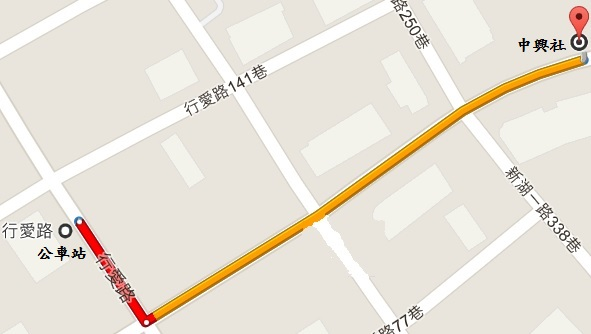 路250巷
中興社
行愛路141巷
新湖一路338巷
行愛路
公車站
行愛路
路77巷